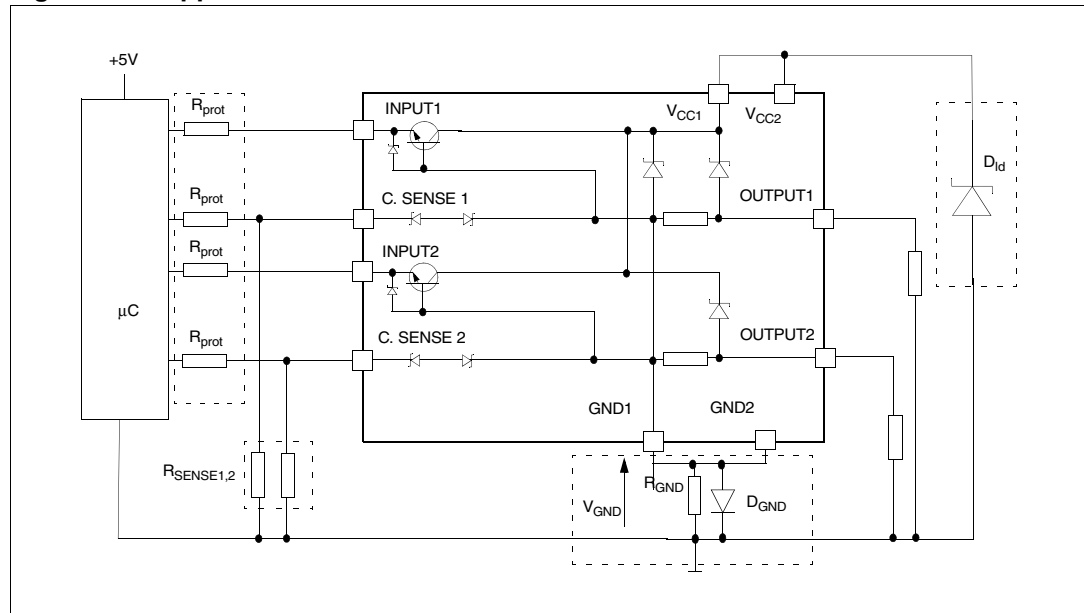 +5V
R_prot
INPUT1
V_CC1
V_CC2
D_ld
R_prot
C. SENSE 1
OUTPUT1
R_prot
INPUT2
μC
R_prot
C. SENSE 2
OUTPUT2
GND1
GND2
R_SENSE1,2
V_GND
R_GND
D_GND